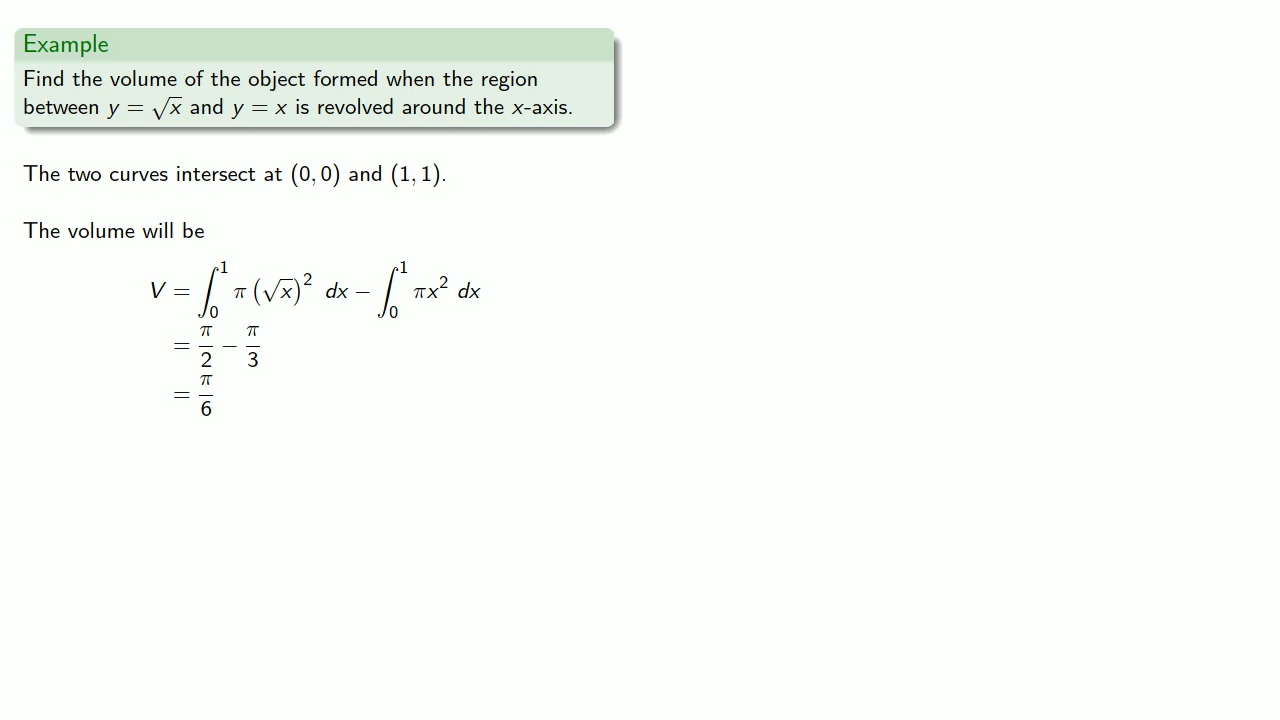 Example
Find the volume of the object formed when the region
between y = √x and y = x is revolved around the x-axis.
The two curves intersect at (0, 0) and (1, 1).
The volume will be
V = ∫₀¹ π (√x)² dx − ∫₀¹ πx² dx
= π/2 − π/3
= π/6